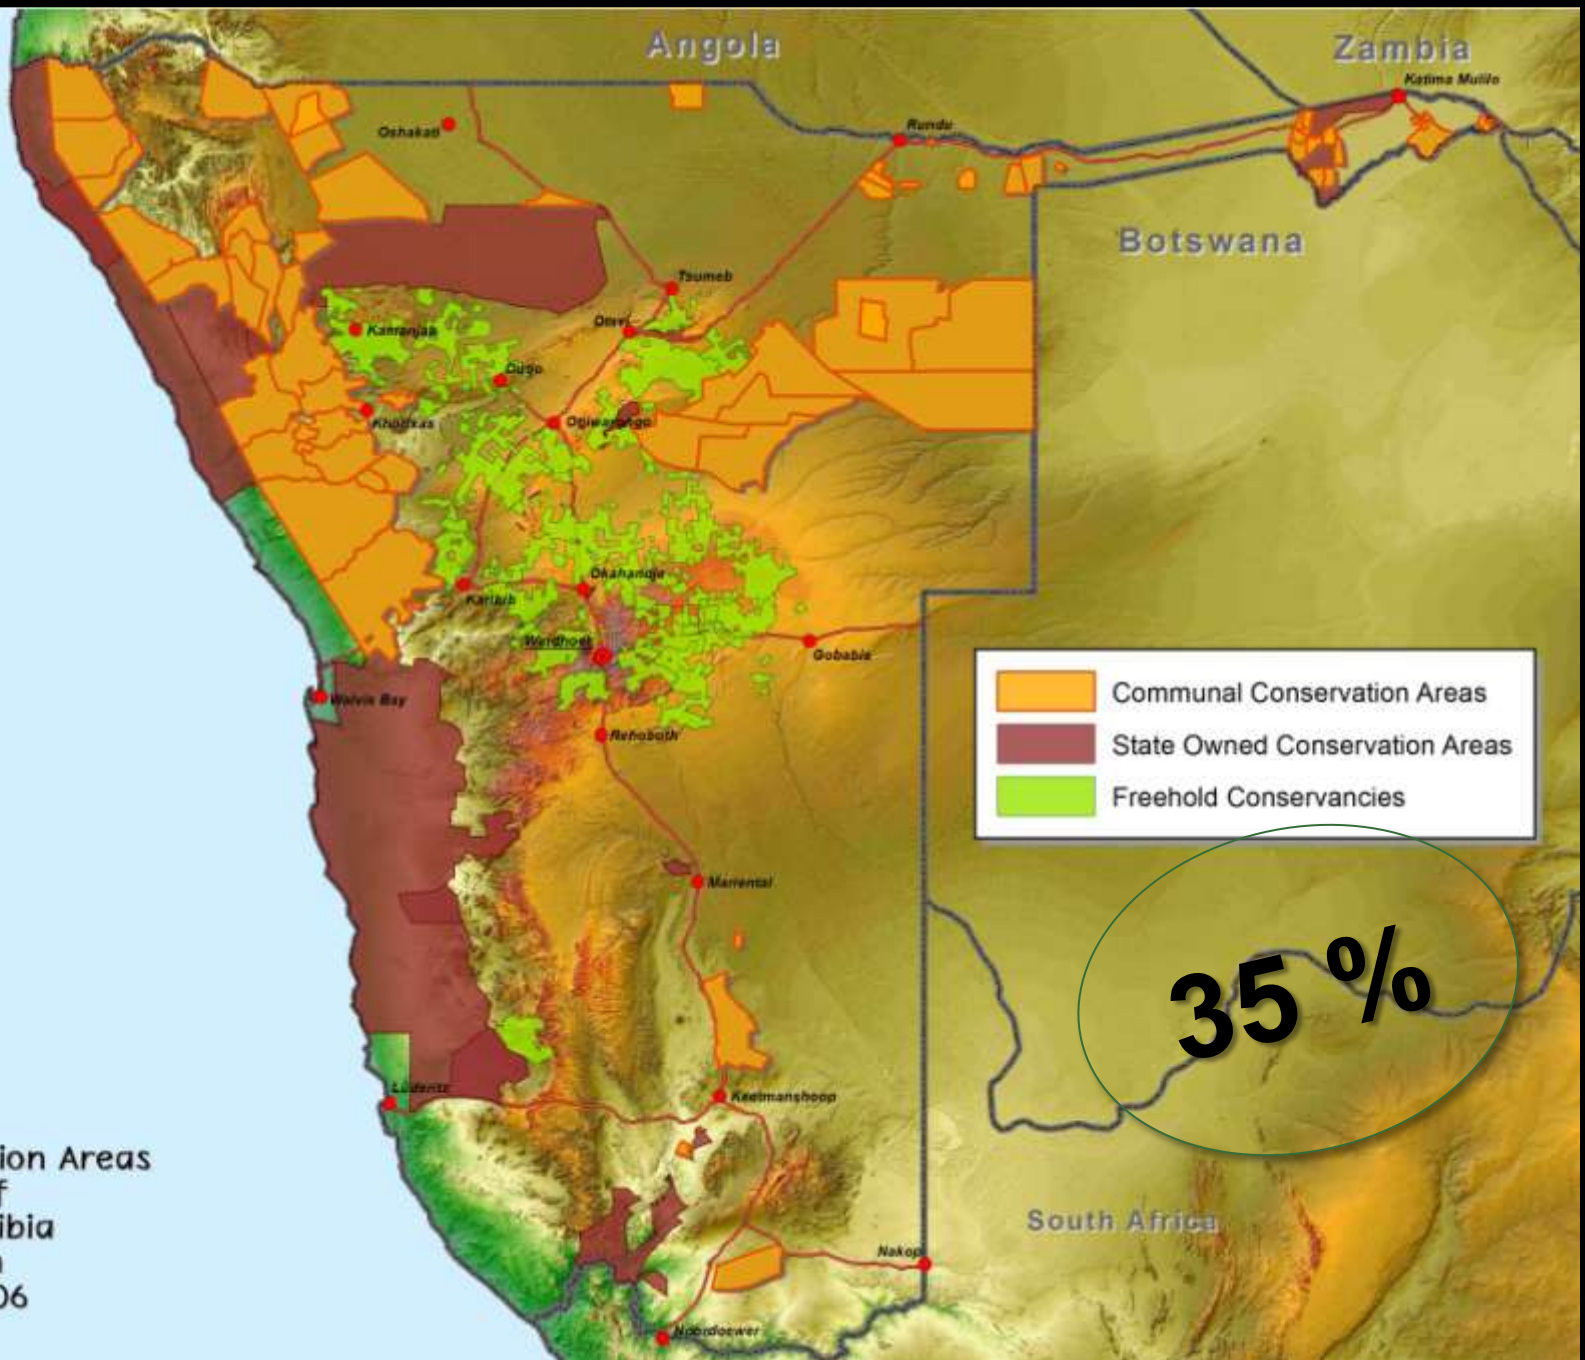 Angola
Zambia
Katima Mulilo
Oshakati
Rundu
Botswana
Tsumeb
Kamanjab
Outjo
Khorixas
Otjiwarongo
Okahandja
Karibib
Windhoek
Gobabis
Communal Conservation Areas
State Owned Conservation Areas
Freehold Conservancies
Walvis Bay
Rehoboth
Mariental
35 %
Lüderitz
Keetmanshoop
ion Areas
f
ibia
06
South Africa
Nakop
Noordoewer